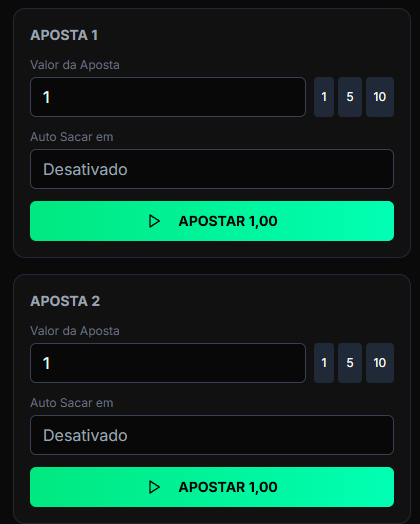 APOSTA 1
Valor da Aposta
1 1 5 10
Auto Sacar em
Desativado
APOSTAR 1,00
APOSTA 2
Valor da Aposta
1 1 5 10
Auto Sacar em
Desativado
APOSTAR 1,00